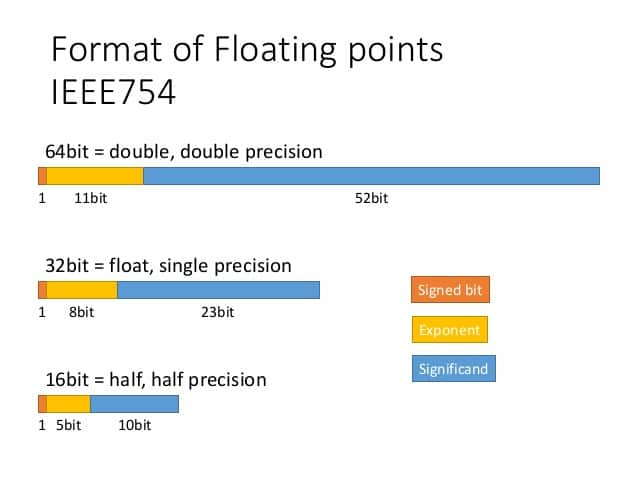 Format of Floating points
IEEE754
64bit = double, double precision
1 11bit 52bit
32bit = float, single precision
1 8bit 23bit
Signed bit
Exponent
Significand
16bit = half, half precision
1 5bit 10bit